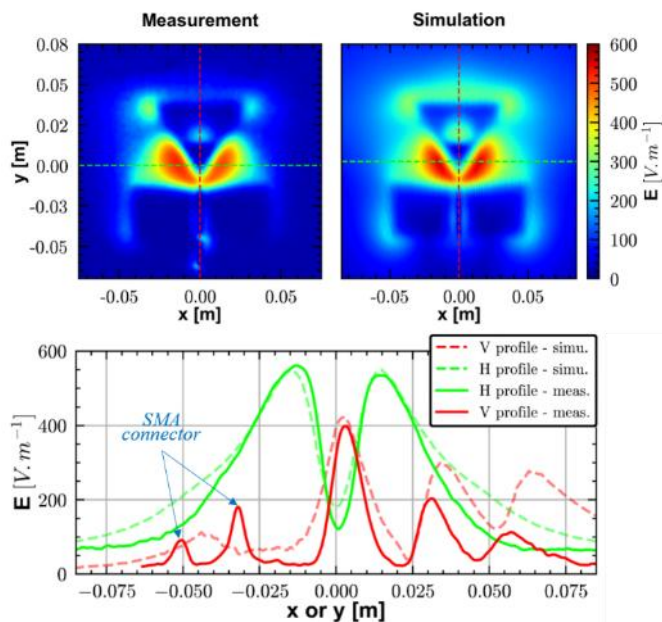 Measurement
Simulation
0.08
0.05
0.02
0.00
-0.03
-0.05
y [m]
-0.05 0.00 0.05
x [m]
-0.05 0.00 0.05
x [m]
600
500
400
300
200
100
0
E [V.m⁻¹]
600
400
200
0
E [V.m⁻¹]
SMA
connector
V profile - simu.
H profile - simu.
H profile - meas.
V profile - meas.
−0.075 −0.050 −0.025 0.000 0.025 0.050 0.075
x or y [m]